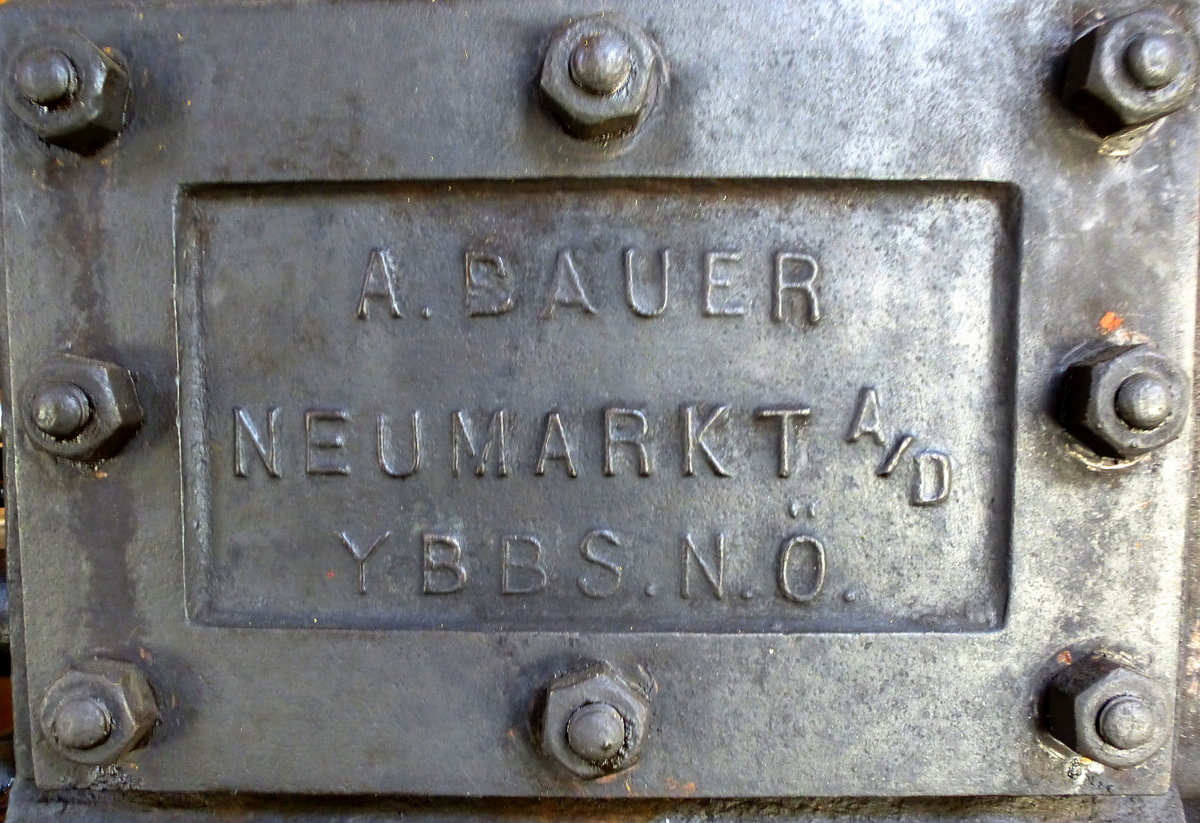 A. BAUER
NEUMARKT A/D
YBBS. N. Ö.